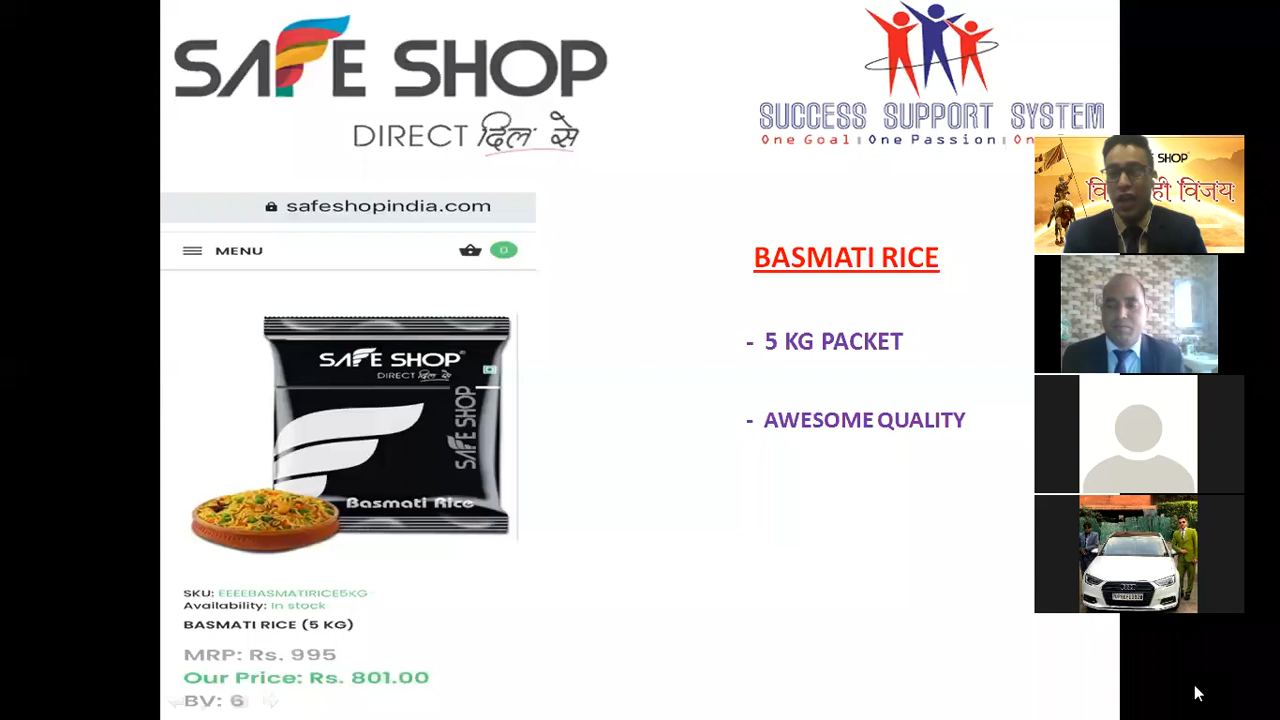 SAFE SHOP
DIRECT दिल से
SUCCESS SUPPORT SYSTEM
One Goal | One Passion | On
safeshopindia.com
MENU
0
SAFE SHOP
DIRECT दिल से
SAFE SHOP
Basmati Rice
SKU: EEEEBASMATIRICE5KG
Availability: In stock
BASMATI RICE (5 KG)
MRP: Rs. 995
Our Price: Rs. 801.00
BV: 6
BASMATI RICE
- 5 KG PACKET
- AWESOME QUALITY
SHOP
ही विजय